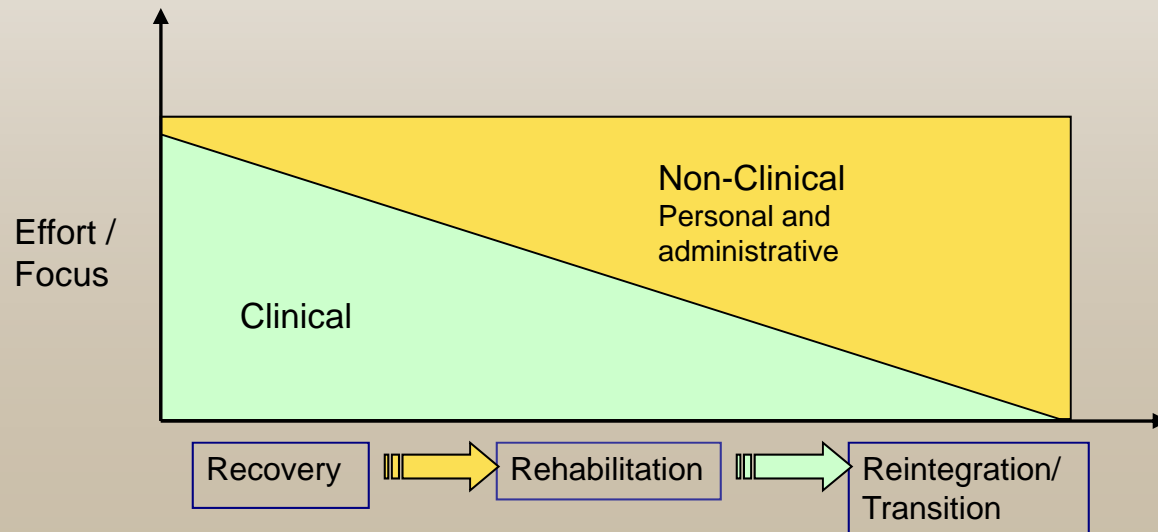 Non-Clinical
Personal and
administrative
Effort /
Focus
Clinical
Recovery
Rehabilitation
Reintegration/
Transition